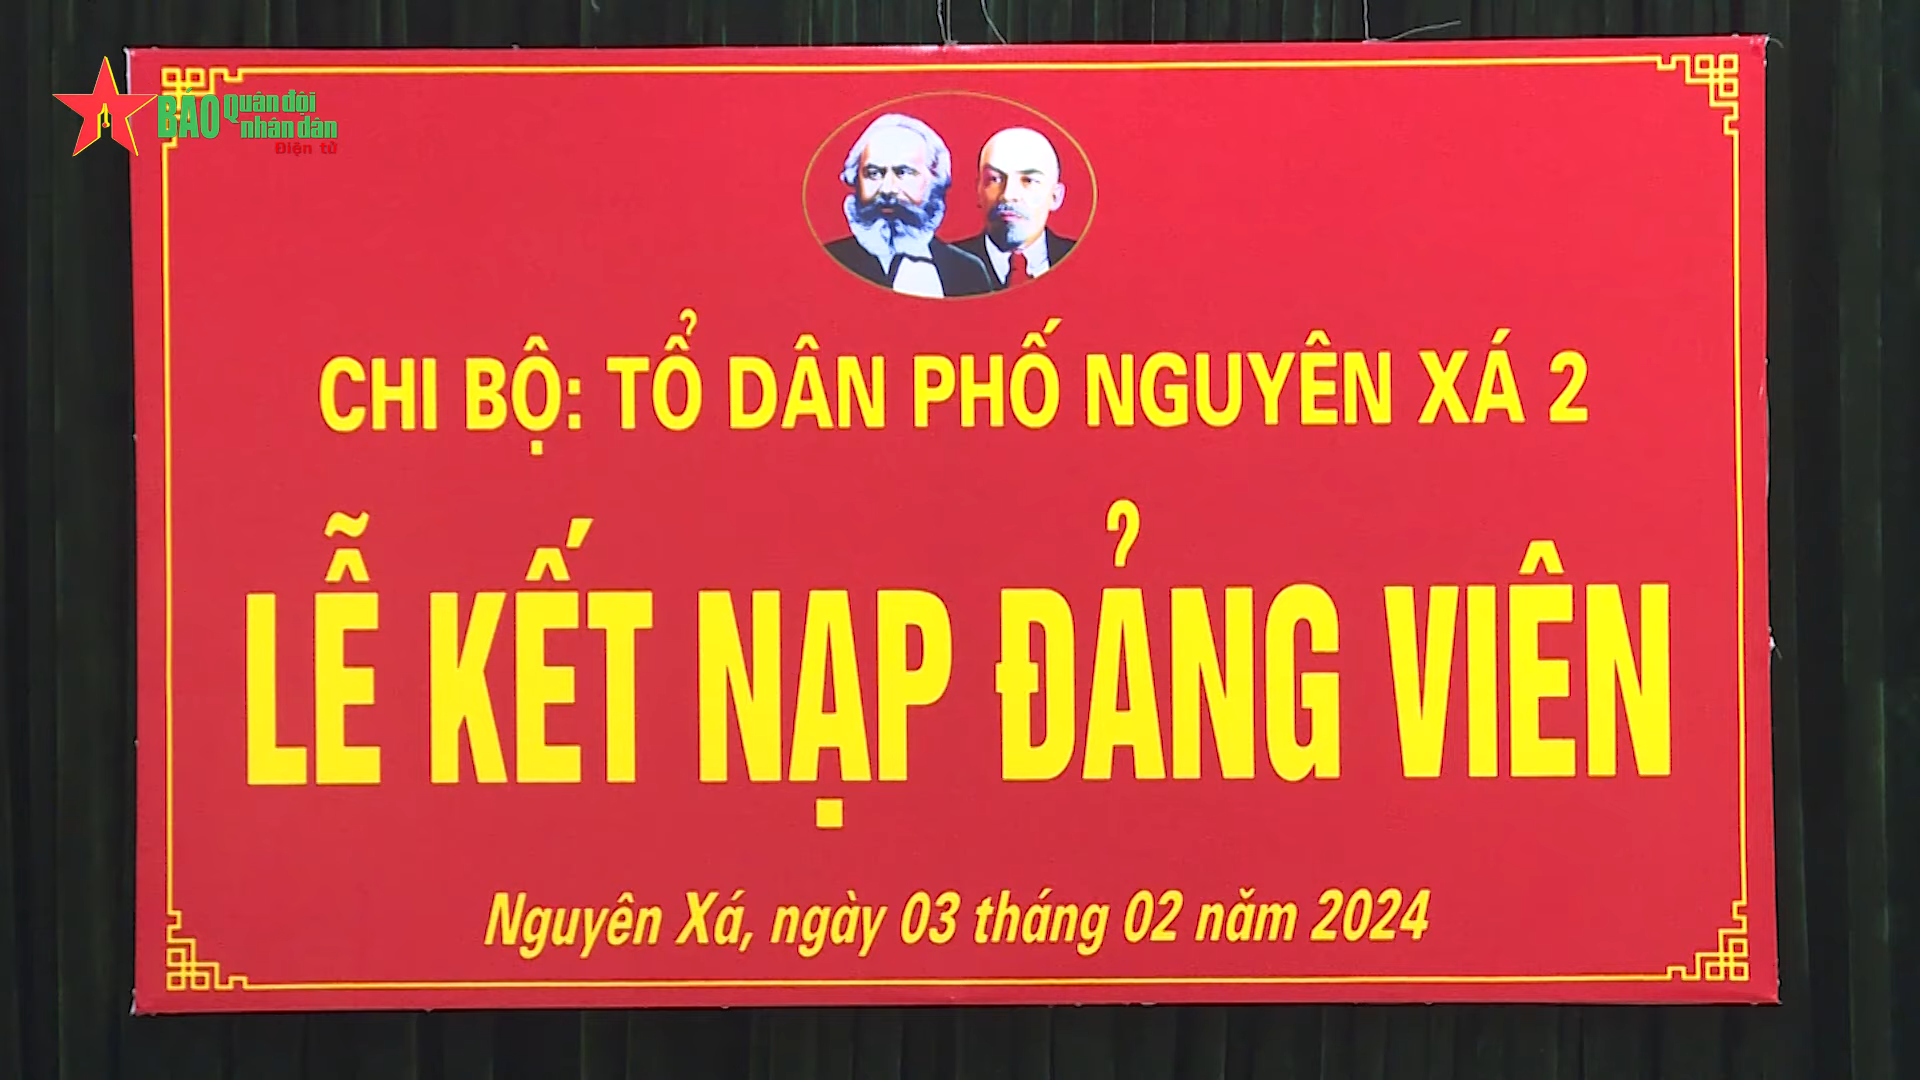 BÁO Quân đội
nhân dân
Điện tử
CHI BỘ: TỔ DÂN PHỐ NGUYÊN XÁ 2
LỄ KẾT NẠP ĐẢNG VIÊN
Nguyên Xá, ngày 03 tháng 02 năm 2024